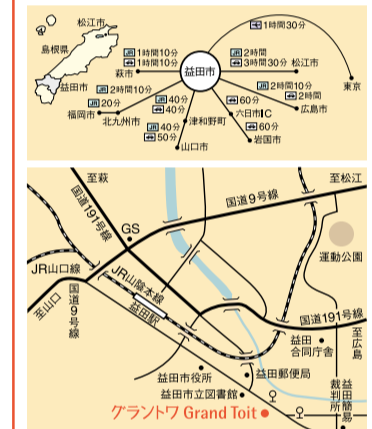 松江市
島根県
益田市
1時間30分
1時間10分
1時間10分
萩市
益田市
2時間
3時間30分
松江市
東京
2時間10分
20分
福岡市
北九州市
40分
40分
津和野町
40分
50分
山口市
60分
六日市IC
60分
岩国市
2時間10分
2時間
広島市
至萩
至松江
国道191号線
国道9号線
GS
運動公園
JR山口線
JR山陰本線
益田駅
至山口
国道9号線
国道191号線
至広島
益田合同庁舎
益田市役所
益田郵便局
益田市立図書館
益田簡易裁判所
グラントワ Grand Toit